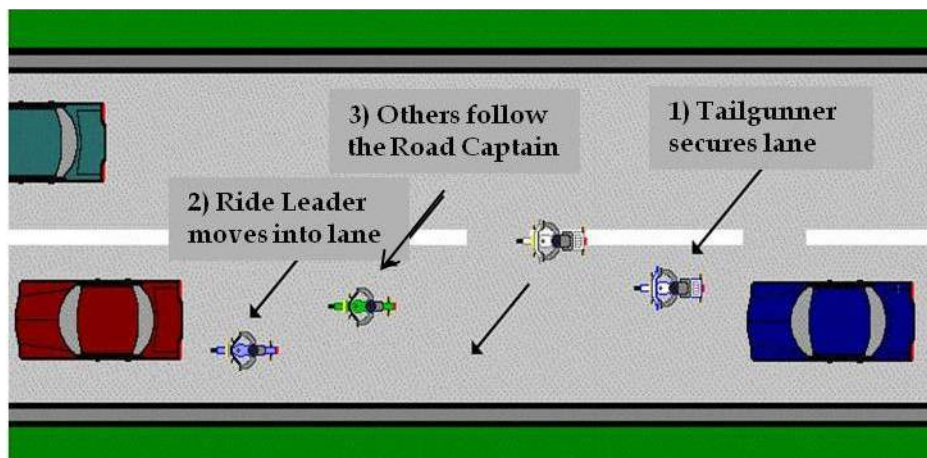 1) Tailgunner
secures lane
2) Ride Leader
moves into lane
3) Others follow
the Road Captain